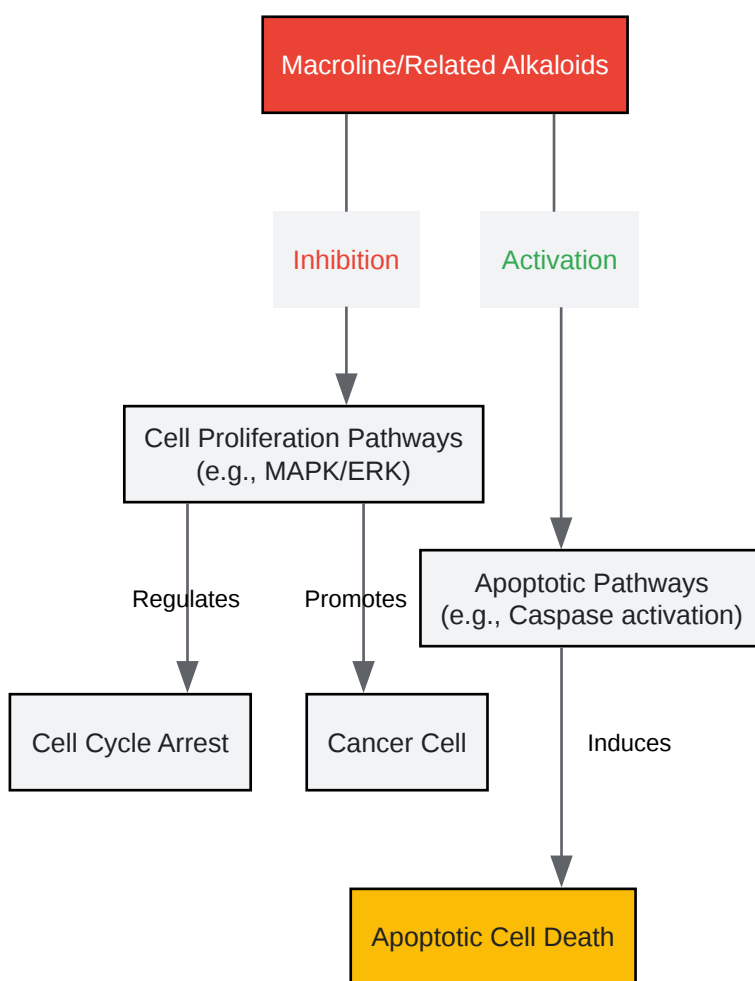 Macroline/Related Alkaloids
Inhibition
Activation
Cell Proliferation Pathways
(e.g., MAPK/ERK)
Apoptotic Pathways
(e.g., Caspase activation)
Regulates
Promotes
Cell Cycle Arrest
Cancer Cell
Induces
Apoptotic Cell Death